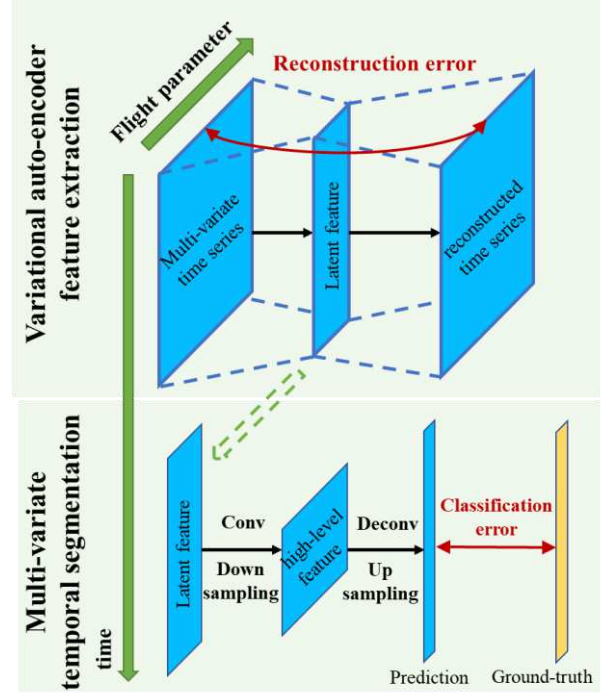 Variational auto-encoder
feature extraction
Flight parameter
Reconstruction error
Multi-variate
time series
Latent feature
reconstructed
time series
Multi-variate
temporal segmentation
time
Latent feature
Conv
Down
sampling
high-level
feature
Deconv
Up
sampling
Classification
error
Prediction
Ground-truth